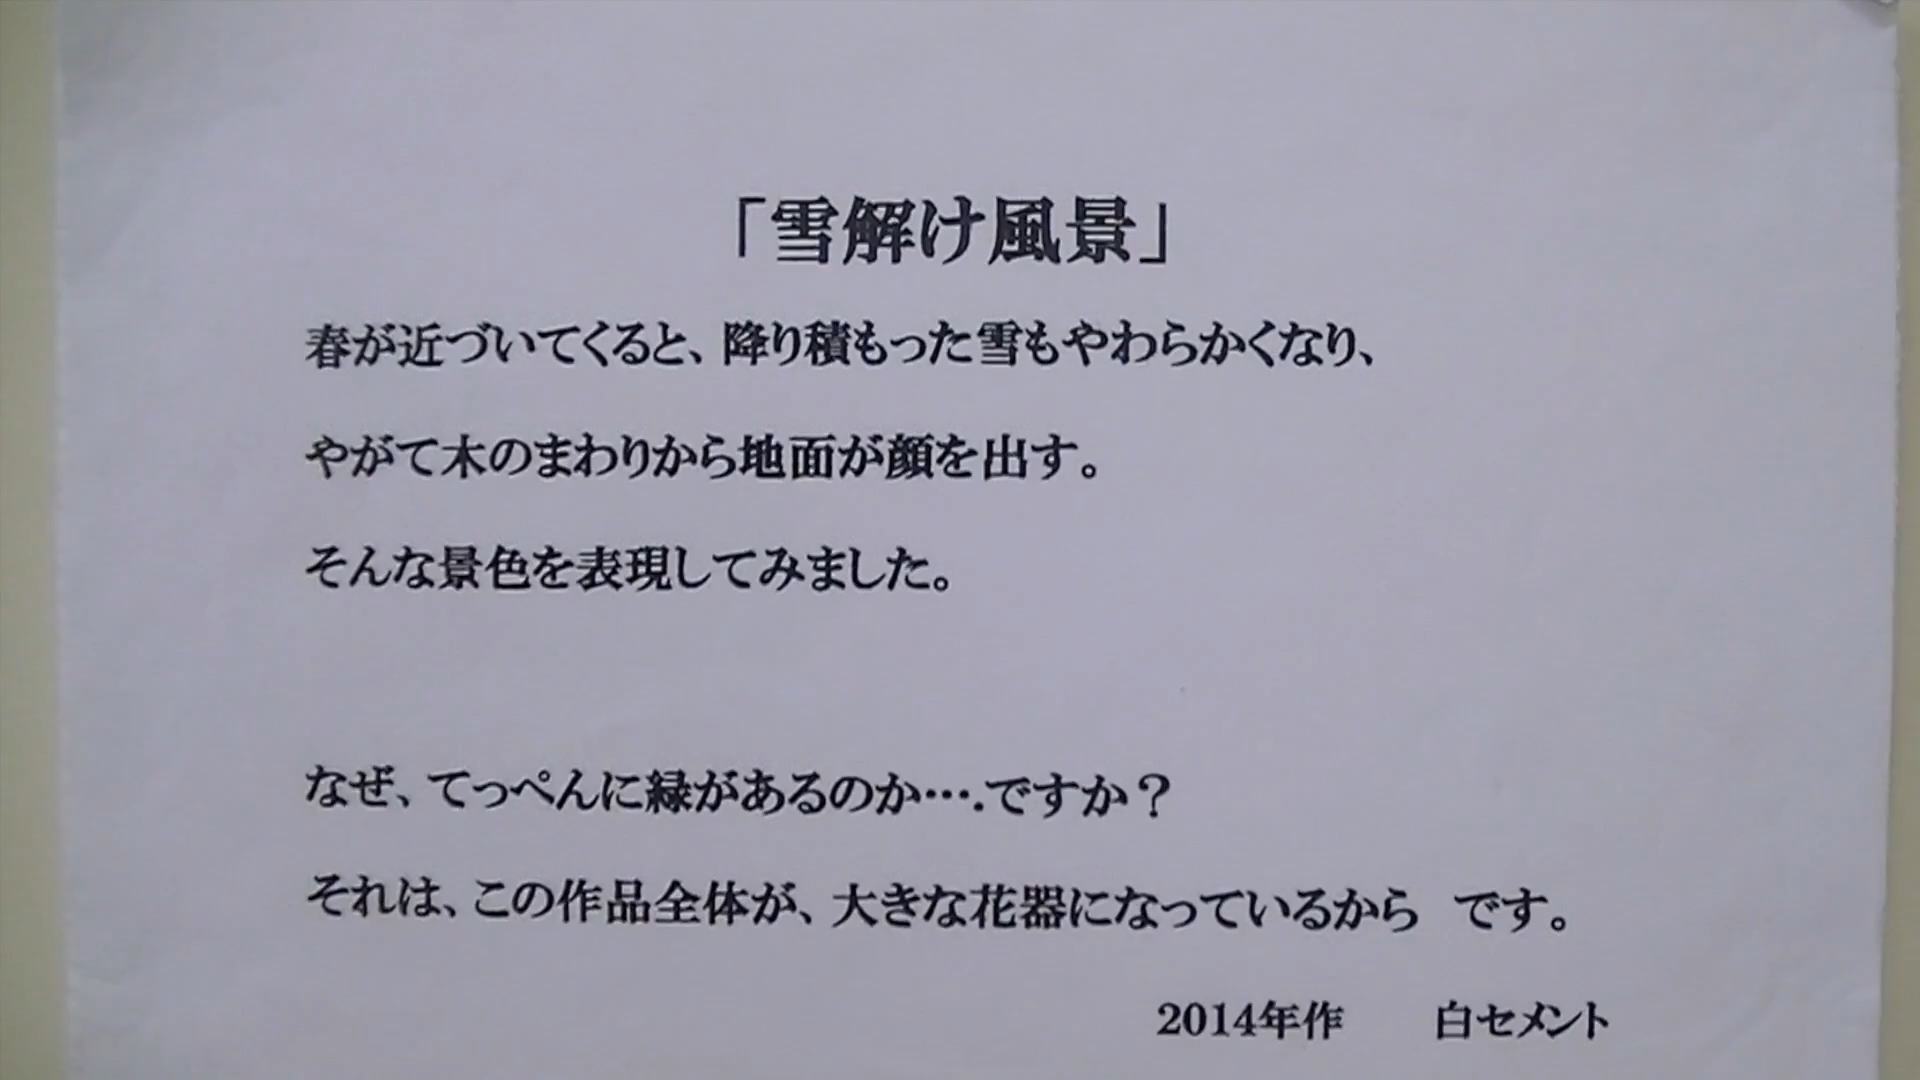 「雪解け風景」
春が近づいてくると、降り積もった雪もやわらかくなり、
やがて木のまわりから地面が顔を出す。
そんな景色を表現してみました。
なぜ、てっぺんに緑があるのか….ですか？
それは、この作品全体が、大きな花器になっているから　です。
2014年作　　白セメント